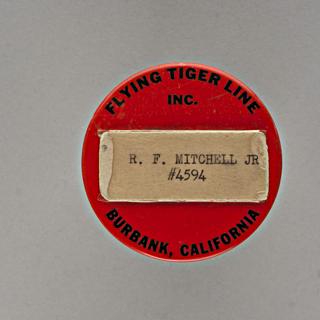 FLYING TIGER LINE
INC.
R. F. MITCHELL JR
#4594
BURBANK, CALIFORNIA